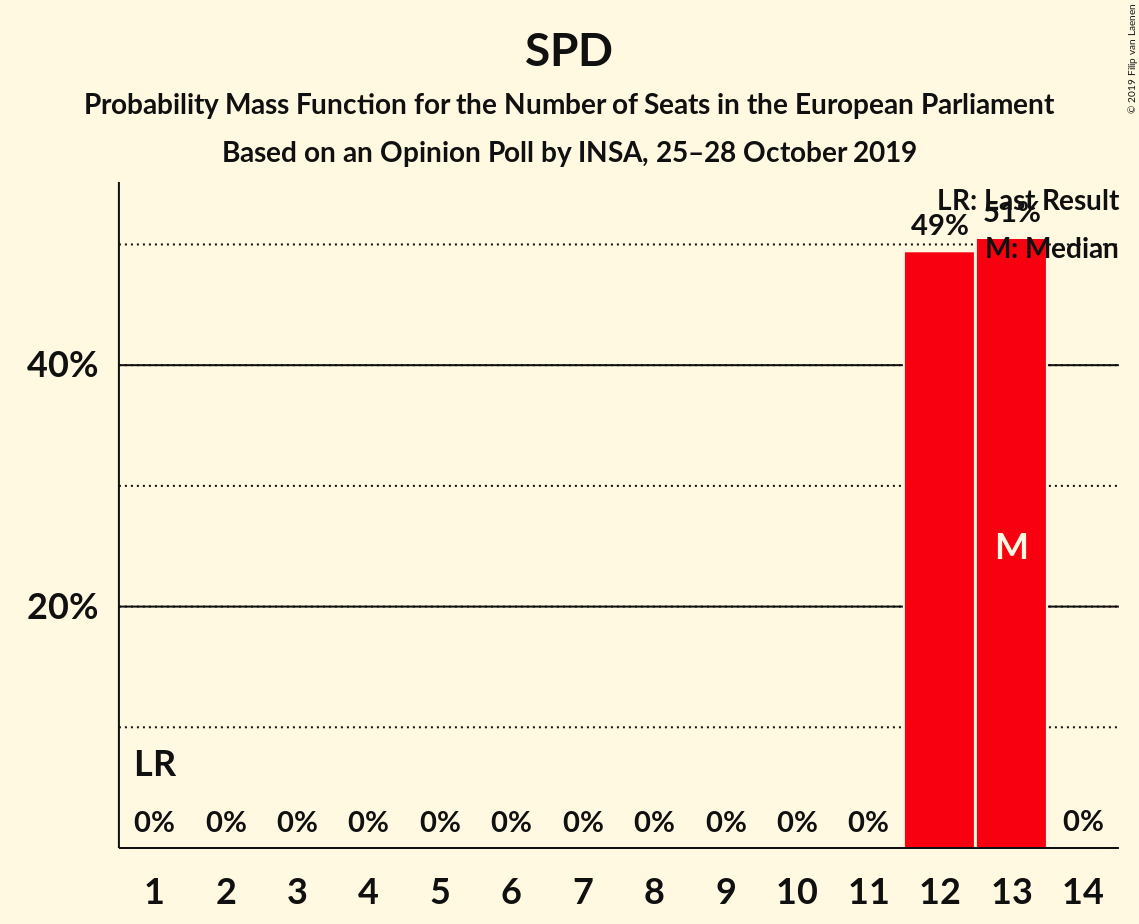 SPD
Probability Mass Function for the Number of Seats in the European Parliament
Based on an Opinion Poll by INSA, 25–28 October 2019
© 2019 Filip van Laenen
LR: Last Result
M: Median
49% 51%
40%
20%
M
LR
0% 0% 0% 0% 0% 0% 0% 0% 0% 0% 0% 0%
1 2 3 4 5 6 7 8 9 10 11 12 13 14